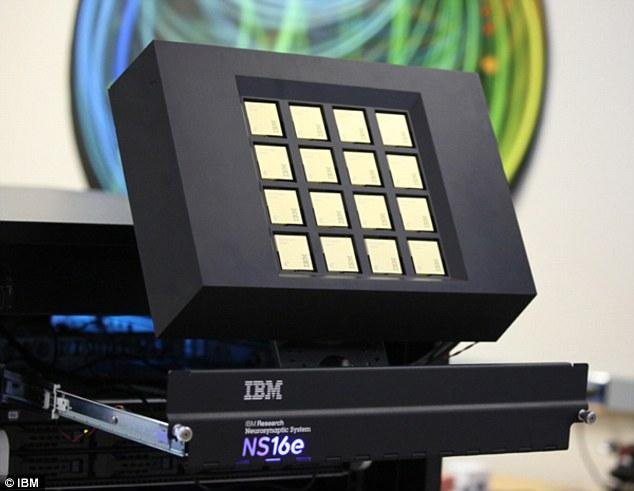 IBM
IBM Research
Neurosynaptic System
NS16e
© IBM